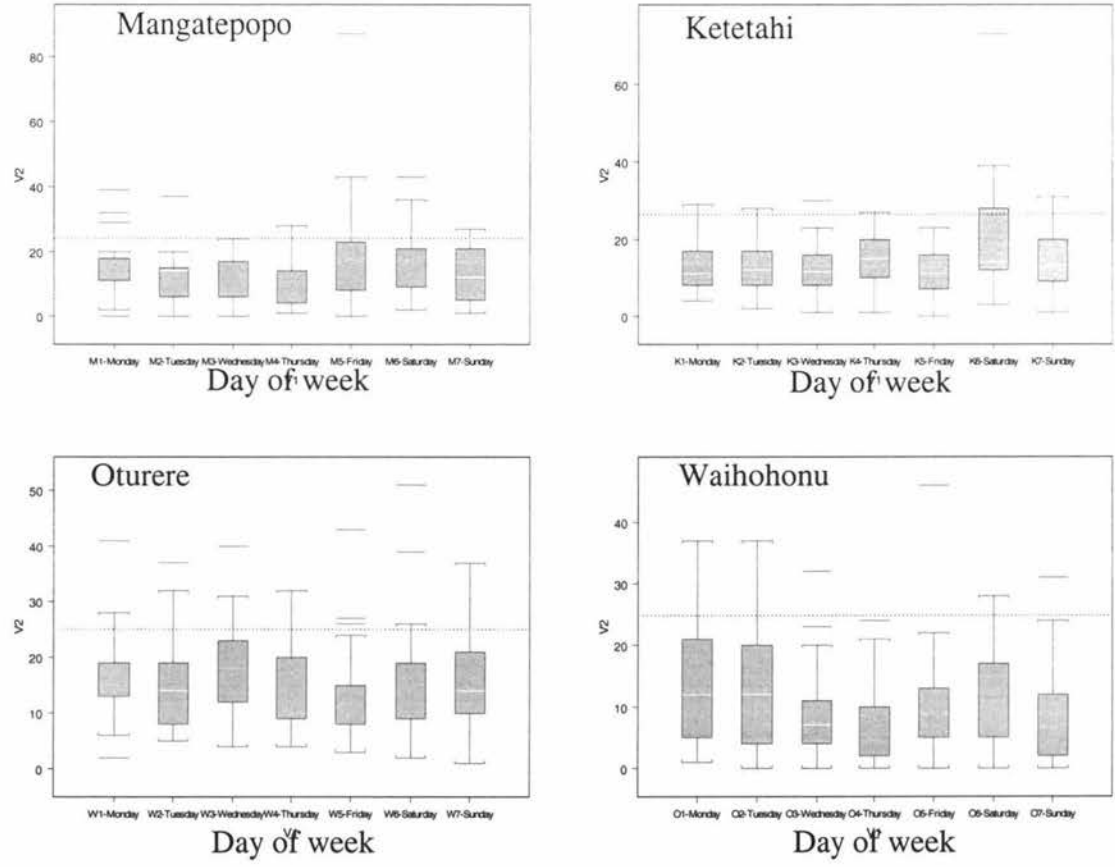 Mangatepopo
80
60
40
20
0
V2
M1-Monday M2-Tuesday M3-Wednesday M4-Thursday M5-Friday M6-Saturday M7-Sunday
Day of week
Ketetahi
60
40
20
0
V2
K1-Monday K2-Tuesday K3-Wednesday K4-Thursday K5-Friday K6-Saturday K7-Sunday
Day of week
Oturere
50
40
30
20
10
0
V2
W1-Monday W2-Tuesday W3-Wednesday W4-Thursday W5-Friday W6-Saturday W7-Sunday
Day of week
Waihohonu
40
30
20
10
0
V2
O1-Monday O2-Tuesday O3-Wednesday O4-Thursday O5-Friday O6-Saturday O7-Sunday
Day of week